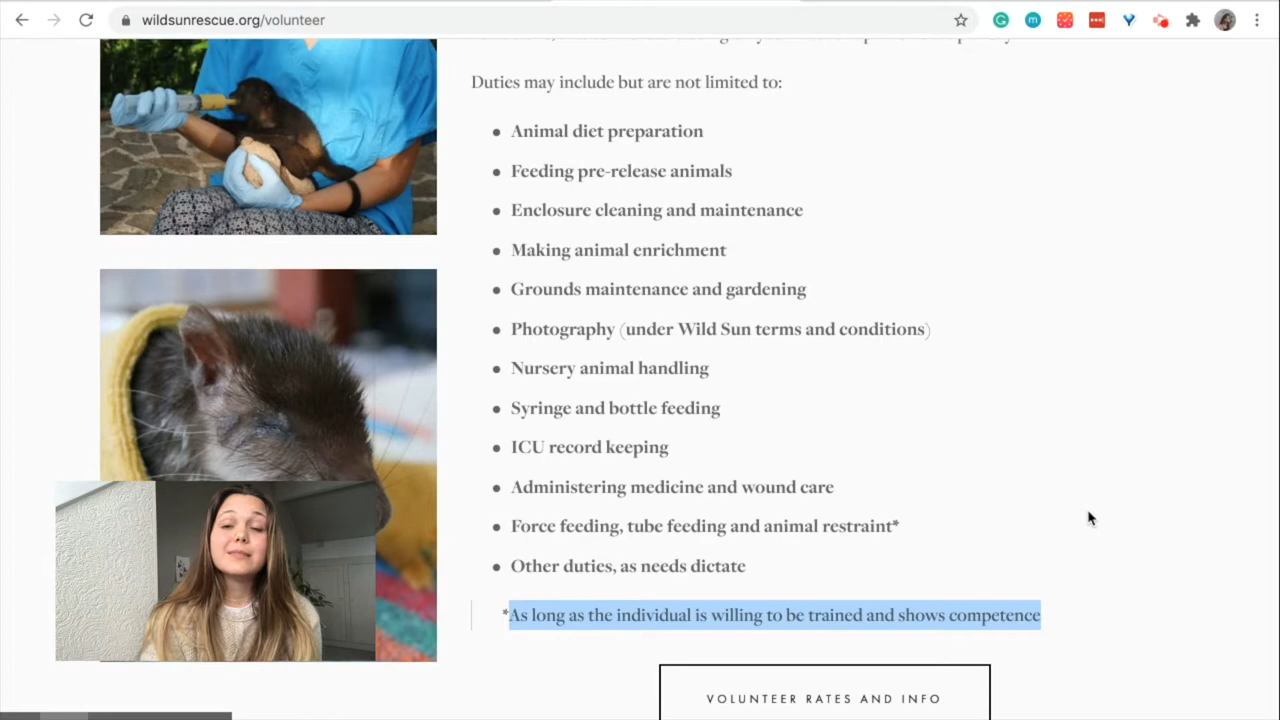 wildsunrescue.org/volunteer
Duties may include but are not limited to:
Animal diet preparation
Feeding pre-release animals
Enclosure cleaning and maintenance
Making animal enrichment
Grounds maintenance and gardening
Photography (under Wild Sun terms and conditions)
Nursery animal handling
Syringe and bottle feeding
ICU record keeping
Administering medicine and wound care
Force feeding, tube feeding and animal restraint*
Other duties, as needs dictate
*As long as the individual is willing to be trained and shows competence
VOLUNTEER RATES AND INFO